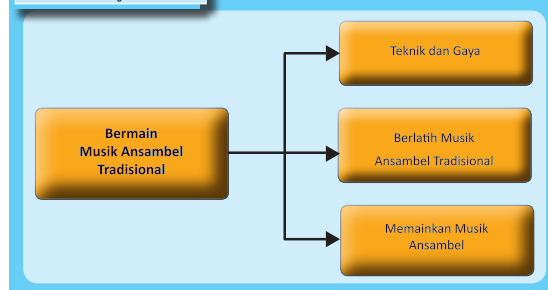 Bermain
Musik Ansambel
Tradisional
Teknik dan Gaya
Berlatih Musik
Ansambel Tradisional
Memainkan Musik
Ansambel